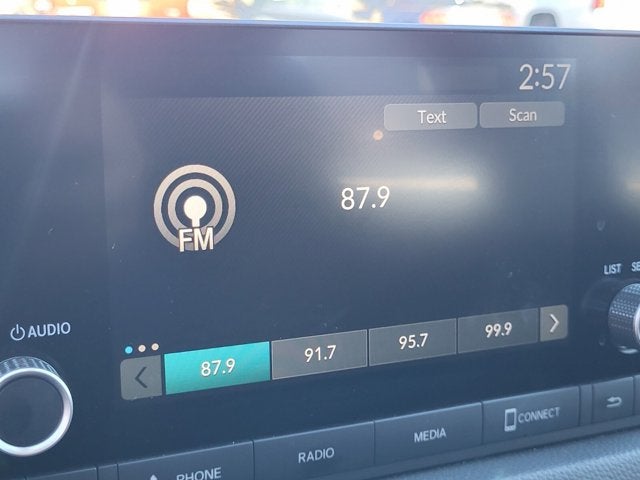 2:57
Text Scan
87.9
FM
LIST
AUDIO
87.9 91.7 95.7 99.9
PHONE RADIO MEDIA CONNECT